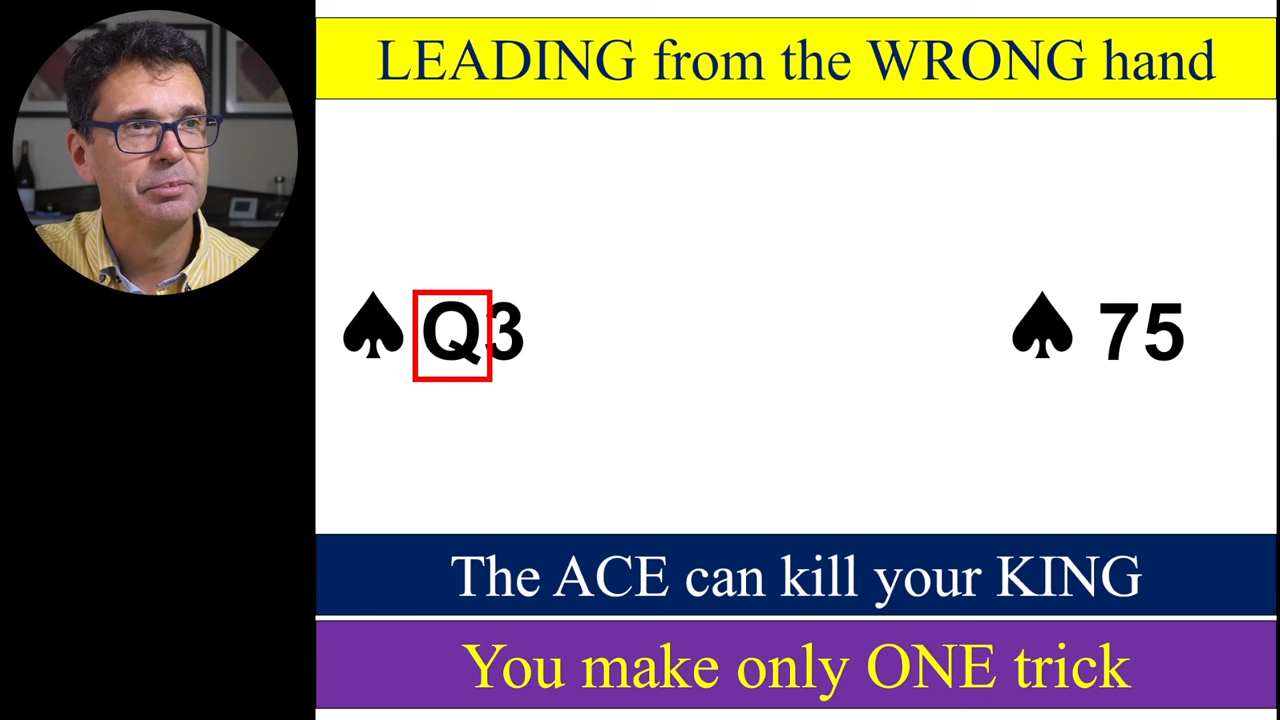 LEADING from the WRONG hand
♠ Q3 ♠ 75
The ACE can kill your KING
You make only ONE trick